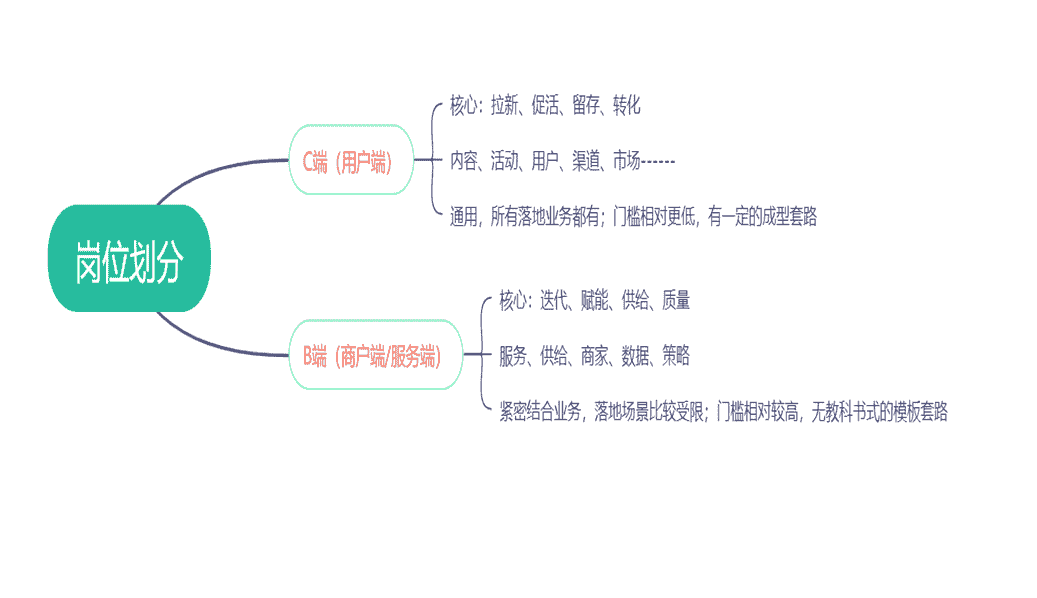 岗位划分
C端（用户端）
核心：拉新、促活、留存、转化
内容、活动、用户、渠道、市场------
通用，所有落地业务都有；门槛相对更低，有一定的成型套路
B端（商户端/服务端）
核心：迭代、赋能、供给、质量
服务、供给、商家、数据、策略
紧密结合业务，落地场景比较受限；门槛相对较高，无教科书式的模板套路